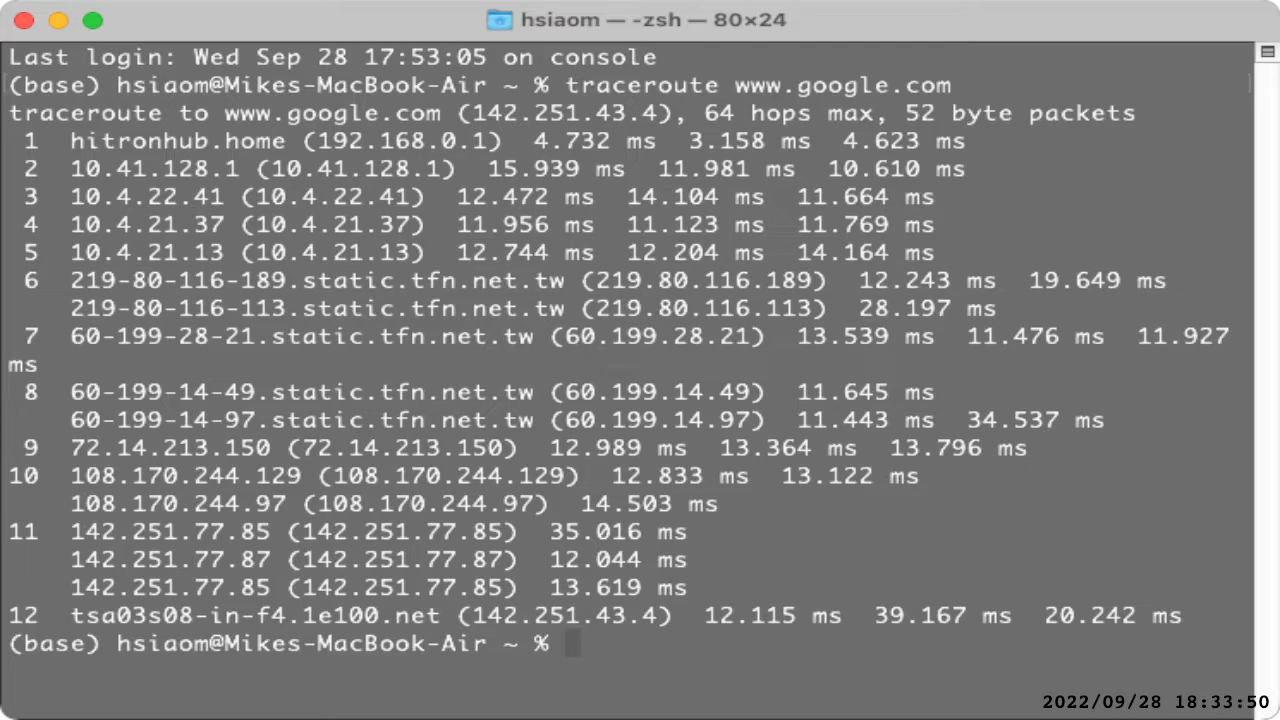 hsiaom — -zsh — 80×24
Last login: Wed Sep 28 17:53:05 on console
(base) hsiaom@Mikes-MacBook-Air ~ % traceroute www.google.com
traceroute to www.google.com (142.251.43.4), 64 hops max, 52 byte packets
 1  hitronhub.home (192.168.0.1)  4.732 ms  3.158 ms  4.623 ms
 2  10.41.128.1 (10.41.128.1)  15.939 ms  11.981 ms  10.610 ms
 3  10.4.22.41 (10.4.22.41)  12.472 ms  14.104 ms  11.664 ms
 4  10.4.21.37 (10.4.21.37)  11.956 ms  11.123 ms  11.769 ms
 5  10.4.21.13 (10.4.21.13)  12.744 ms  12.204 ms  14.164 ms
 6  219-80-116-189.static.tfn.net.tw (219.80.116.189)  12.243 ms  19.649 ms
    219-80-116-113.static.tfn.net.tw (219.80.116.113)  28.197 ms
 7  60-199-28-21.static.tfn.net.tw (60.199.28.21)  13.539 ms  11.476 ms  11.927
ms
 8  60-199-14-49.static.tfn.net.tw (60.199.14.49)  11.645 ms
    60-199-14-97.static.tfn.net.tw (60.199.14.97)  11.443 ms  34.537 ms
 9  72.14.213.150 (72.14.213.150)  12.989 ms  13.364 ms  13.796 ms
10  108.170.244.129 (108.170.244.129)  12.833 ms  13.122 ms
    108.170.244.97 (108.170.244.97)  14.503 ms
11  142.251.77.85 (142.251.77.85)  35.016 ms
    142.251.77.87 (142.251.77.87)  12.044 ms
    142.251.77.85 (142.251.77.85)  13.619 ms
12  tsa03s08-in-f4.1e100.net (142.251.43.4)  12.115 ms  39.167 ms  20.242 ms
(base) hsiaom@Mikes-MacBook-Air ~ %
2022/09/28 18:33:50